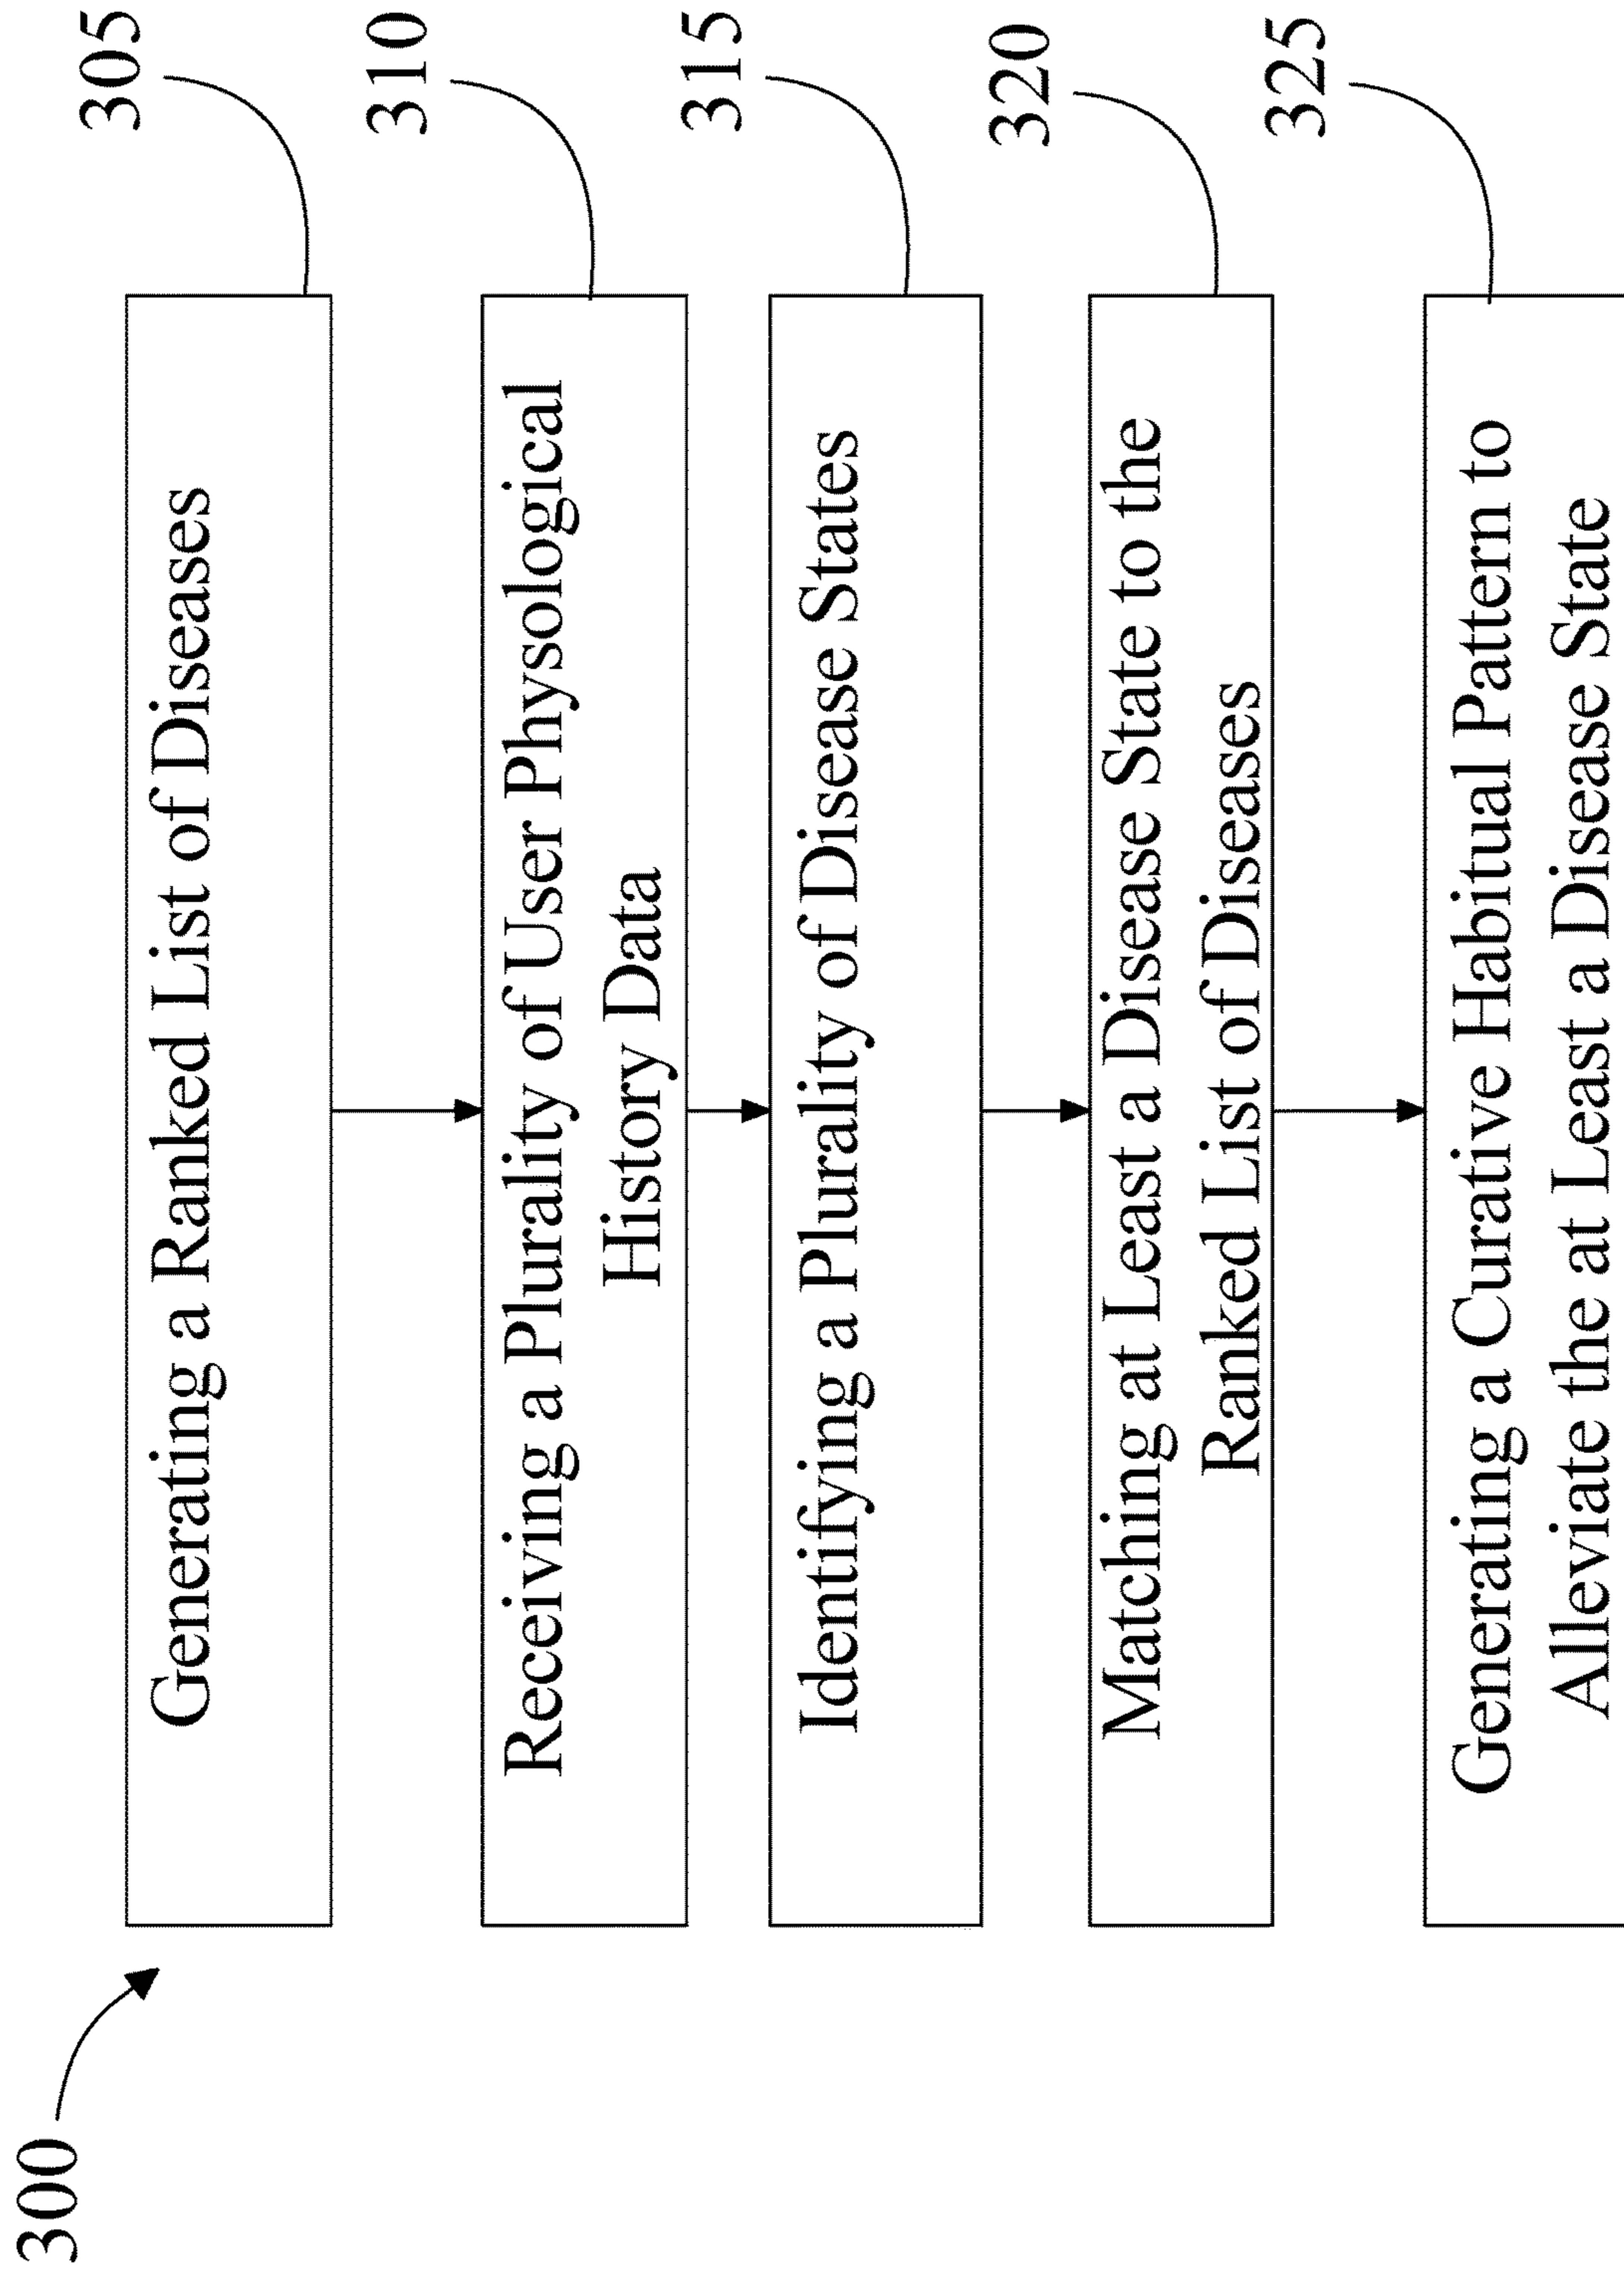 300
305
Generating a Ranked List of Diseases
310
Receiving a Plurality of User Physological
History Data
315
Identifying a Plurality of Disease States
320
Matching at Least a Disease State to the
Ranked List of Diseases
325
Generating a Curative Habitual Pattern to
Alleviate the at Least a Disease State